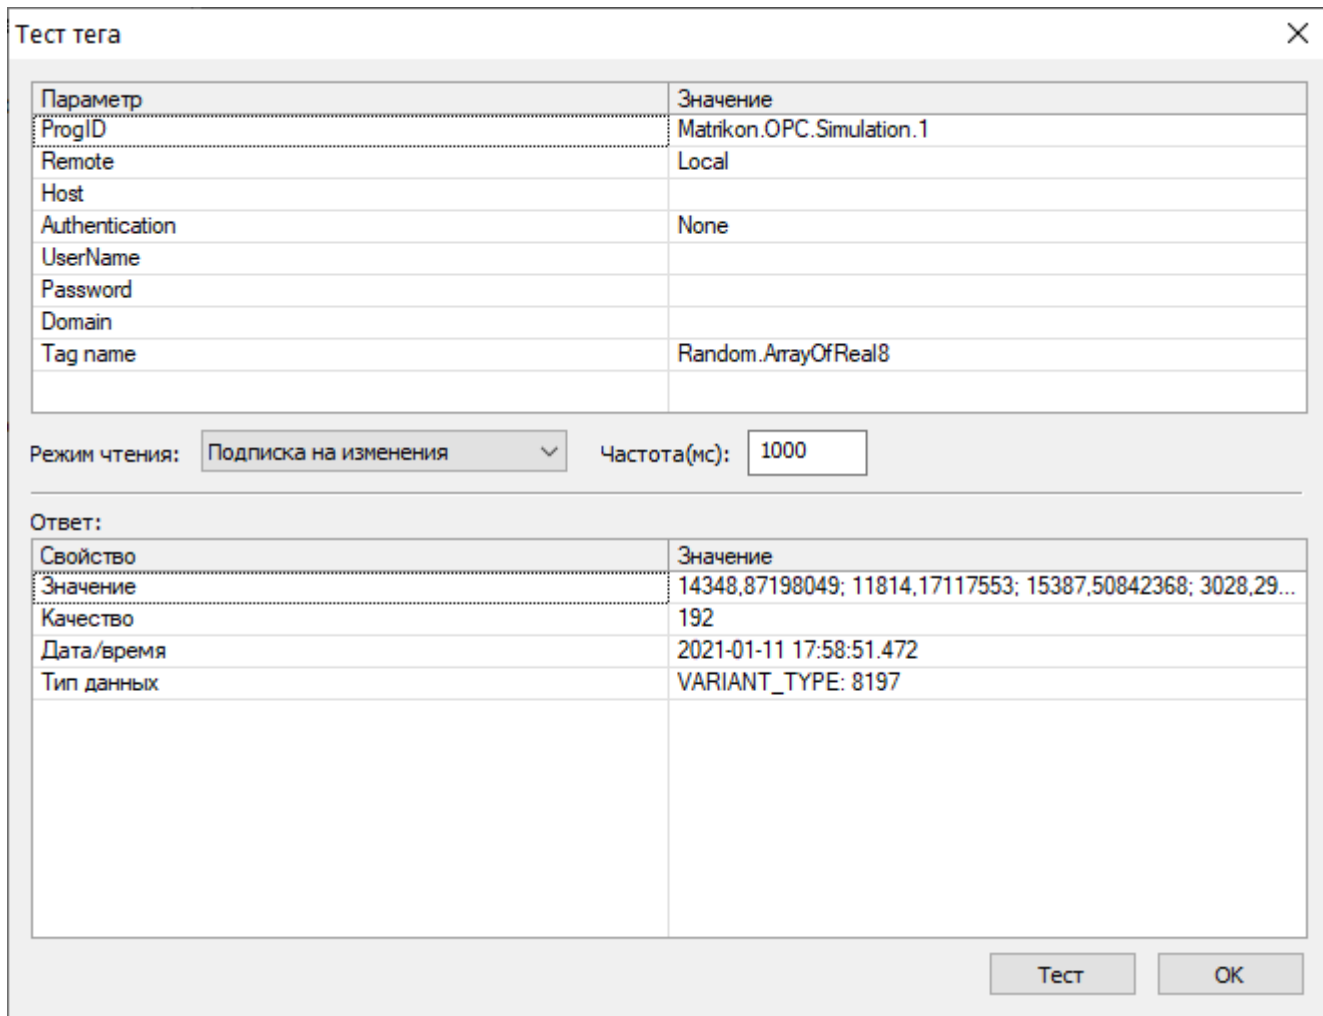 Тест тега
Параметр Значение
ProgID Matrikon.OPC.Simulation.1
Remote Local
Host
Authentication None
UserName
Password
Domain
Tag name Random.ArrayOfReal8
Режим чтения: Подписка на изменения Частота(мс): 1000
Ответ:
Свойство Значение
Значение 14348,87198049; 11814,17117553; 15387,50842368; 3028,29...
Качество 192
Дата/время 2021-01-11 17:58:51.472
Тип данных VARIANT_TYPE: 8197
Тест OK